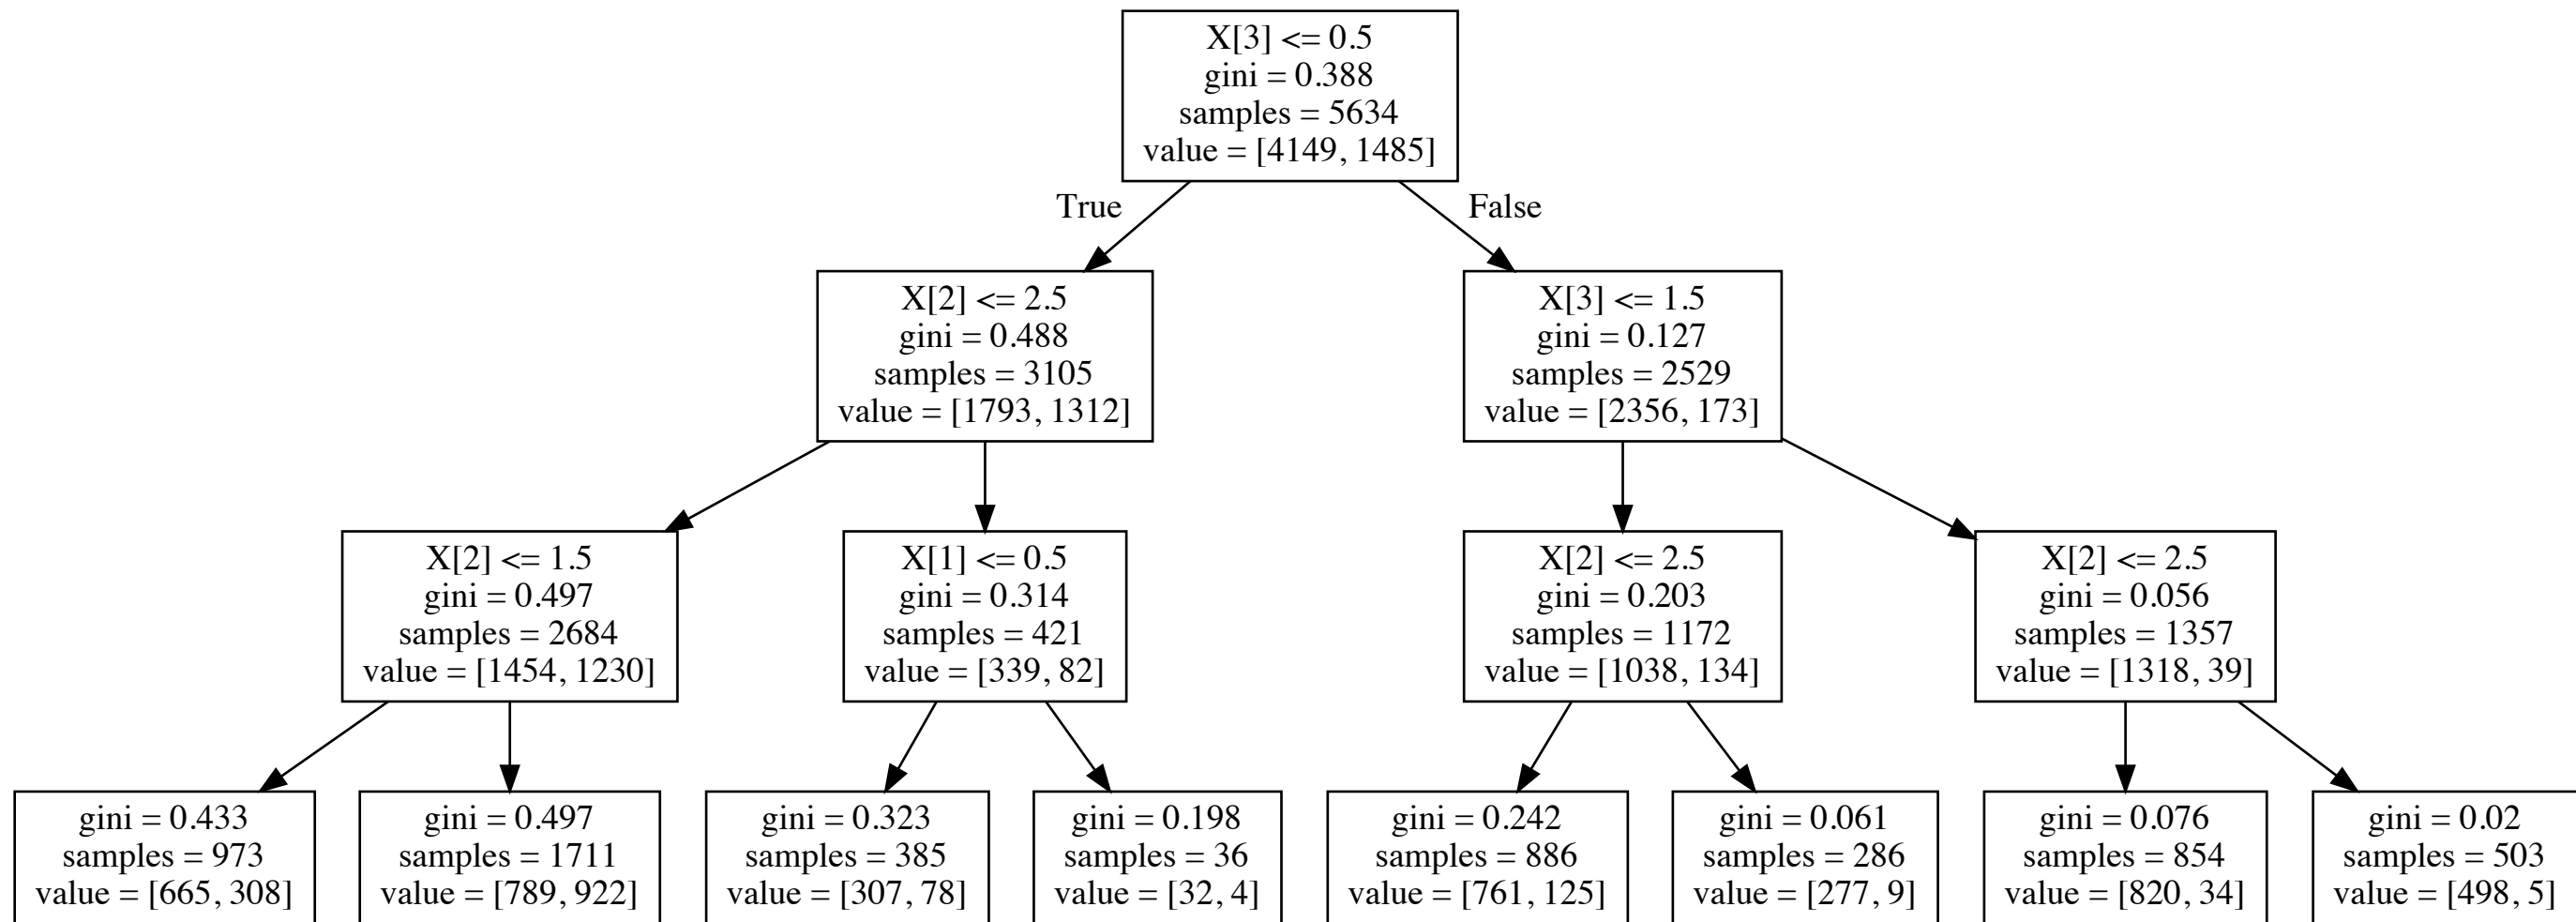 X[3] <= 0.5
gini = 0.388
samples = 5634
value = [4149, 1485]
True
False
X[2] <= 2.5
gini = 0.488
samples = 3105
value = [1793, 1312]
X[3] <= 1.5
gini = 0.127
samples = 2529
value = [2356, 173]
X[2] <= 1.5
gini = 0.497
samples = 2684
value = [1454, 1230]
X[1] <= 0.5
gini = 0.314
samples = 421
value = [339, 82]
X[2] <= 2.5
gini = 0.203
samples = 1172
value = [1038, 134]
X[2] <= 2.5
gini = 0.056
samples = 1357
value = [1318, 39]
gini = 0.433
samples = 973
value = [665, 308]
gini = 0.497
samples = 1711
value = [789, 922]
gini = 0.323
samples = 385
value = [307, 78]
gini = 0.198
samples = 36
value = [32, 4]
gini = 0.242
samples = 886
value = [761, 125]
gini = 0.061
samples = 286
value = [277, 9]
gini = 0.076
samples = 854
value = [820, 34]
gini = 0.02
samples = 503
value = [498, 5]